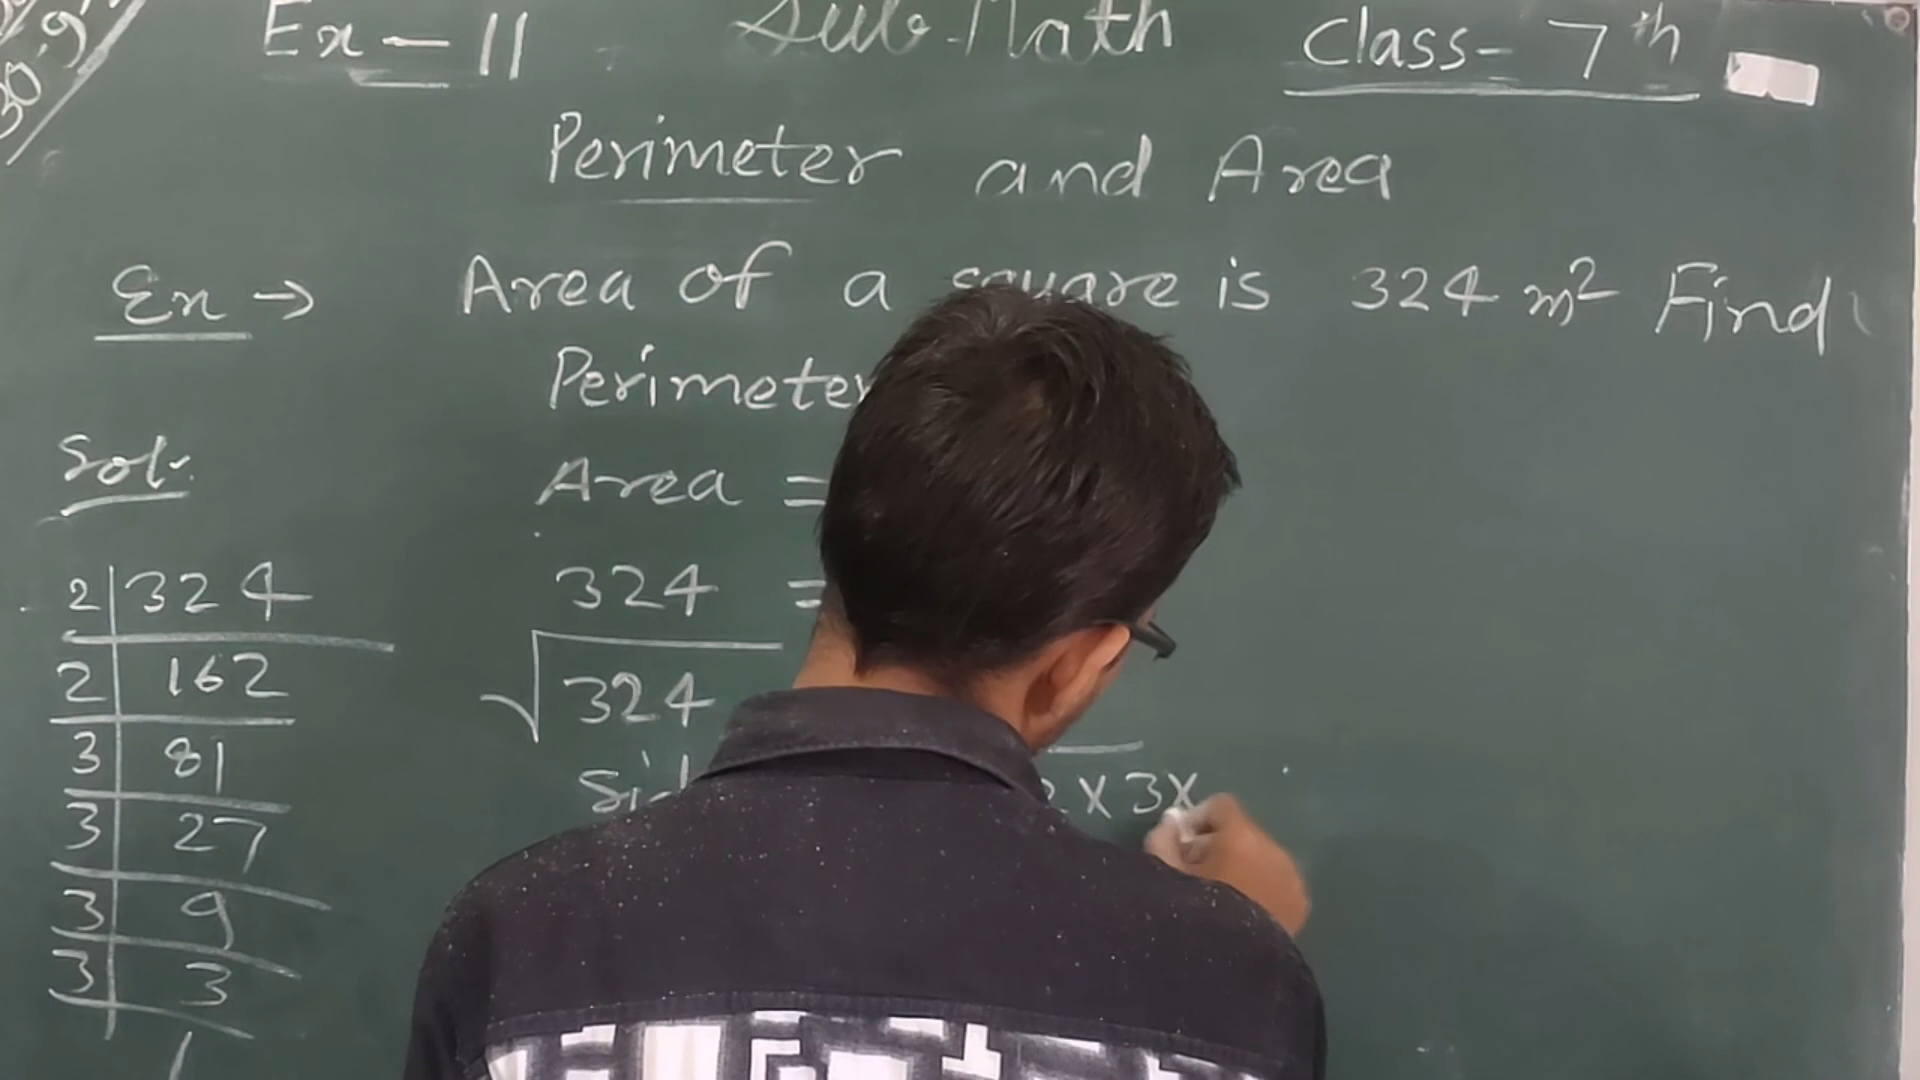 Ex - 11 Sub-Math Class- 7th
Perimeter and Area
Ex → Area of a square is 324 m² Find
Perimeter
Sol.
Area =
324 =
√324
2 × 3 ×
2 | 324
2 | 162
3 | 81
3 | 27
3 | 9
3 | 3
1